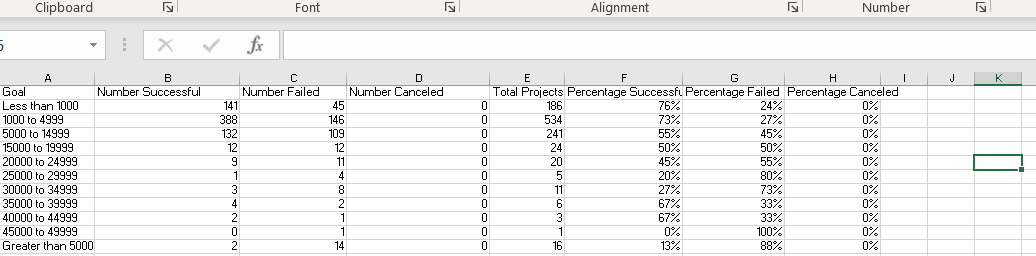 Clipboard Font Alignment Number
5 fx
A B C D E F G H I J K
Goal Number Successful Number Failed Number Canceled Total Projects Percentage Successfu Percentage Failed Percentage Canceled
Less than 1000 141 45 0 186 76% 24% 0%
1000 to 4999 388 146 0 534 73% 27% 0%
5000 to 14999 132 109 0 241 55% 45% 0%
15000 to 19999 12 12 0 24 50% 50% 0%
20000 to 24999 9 11 0 20 45% 55% 0%
25000 to 29999 1 4 0 5 20% 80% 0%
30000 to 34999 3 8 0 11 27% 73% 0%
35000 to 39999 4 2 0 6 67% 33% 0%
40000 to 44999 2 1 0 3 67% 33% 0%
45000 to 49999 0 1 0 1 0% 100% 0%
Greater than 5000 2 14 0 16 13% 88% 0%